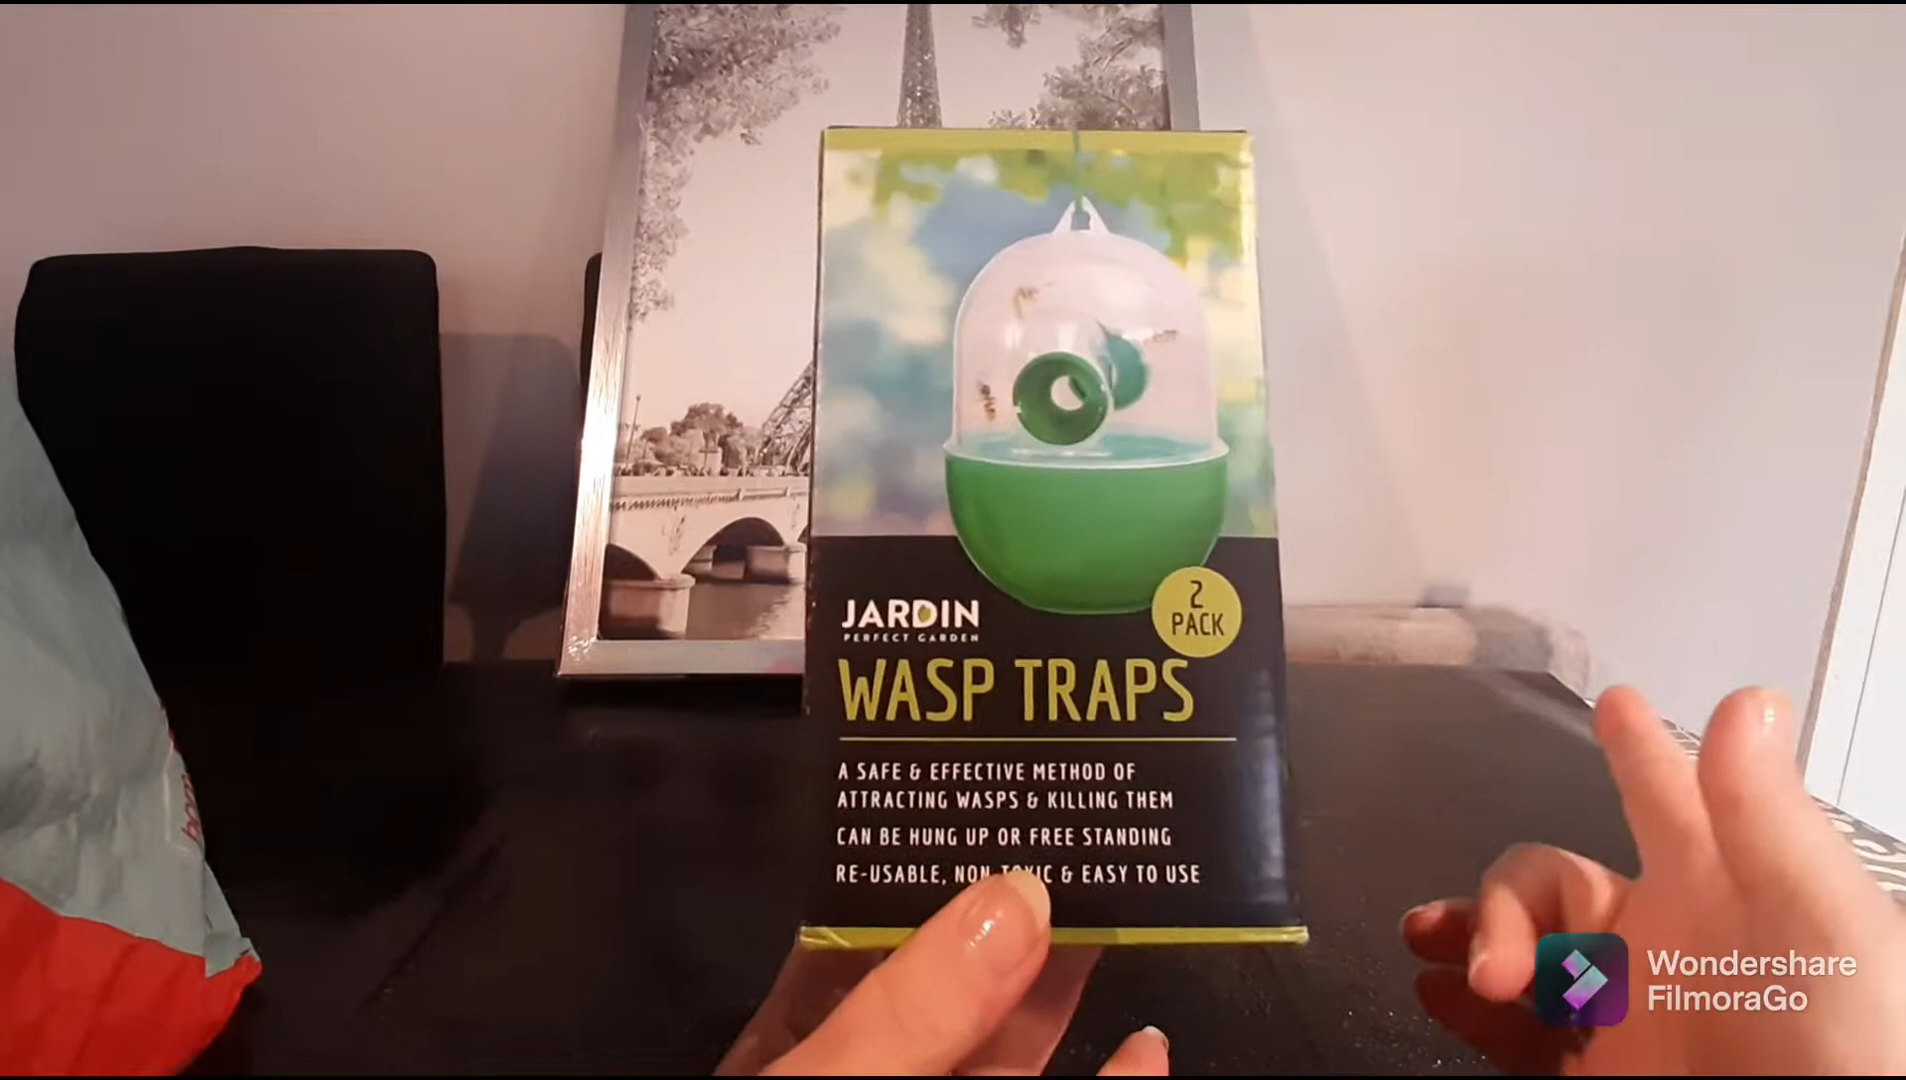 2
PACK
JARDIN
PERFECT GARDEN
WASP TRAPS
A SAFE & EFFECTIVE METHOD OF
ATTRACTING WASPS & KILLING THEM
CAN BE HUNG UP OR FREE STANDING
RE-USABLE, NON TOXIC & EASY TO USE
Wondershare
FilmoraGo